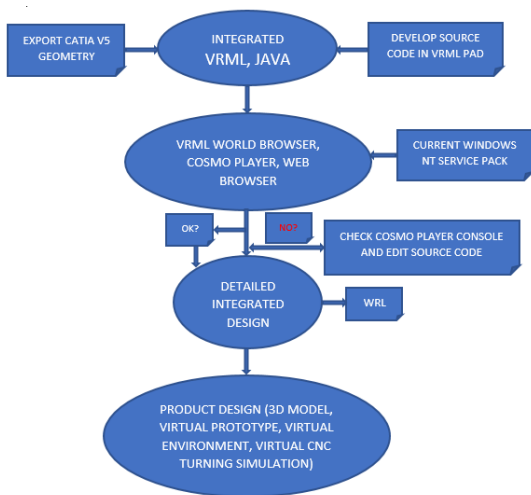 EXPORT CATIA V5
GEOMETRY
INTEGRATED
VRML, JAVA
DEVELOP SOURCE
CODE IN VRML PAD
VRML WORLD BROWSER,
COSMO PLAYER, WEB
BROWSER
CURRENT WINDOWS
NT SERVICE PACK
OK?
NO?
CHECK COSMO PLAYER CONSOLE
AND EDIT SOURCE CODE
DETAILED
INTEGRATED
DESIGN
WRL
PRODUCT DESIGN (3D MODEL,
VIRTUAL PROTOTYPE, VIRTUAL
ENVIRONMENT, VIRTUAL CNC
TURNING SIMULATION)